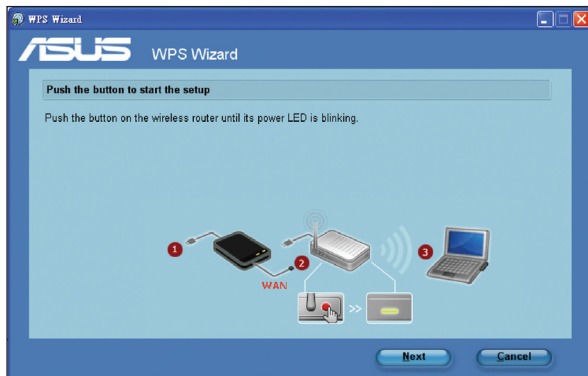 WPS Wizard
ASUS WPS Wizard
Push the button to start the setup
Push the button on the wireless router until its power LED is blinking.
1
2
3
WAN
>>
Next
Cancel